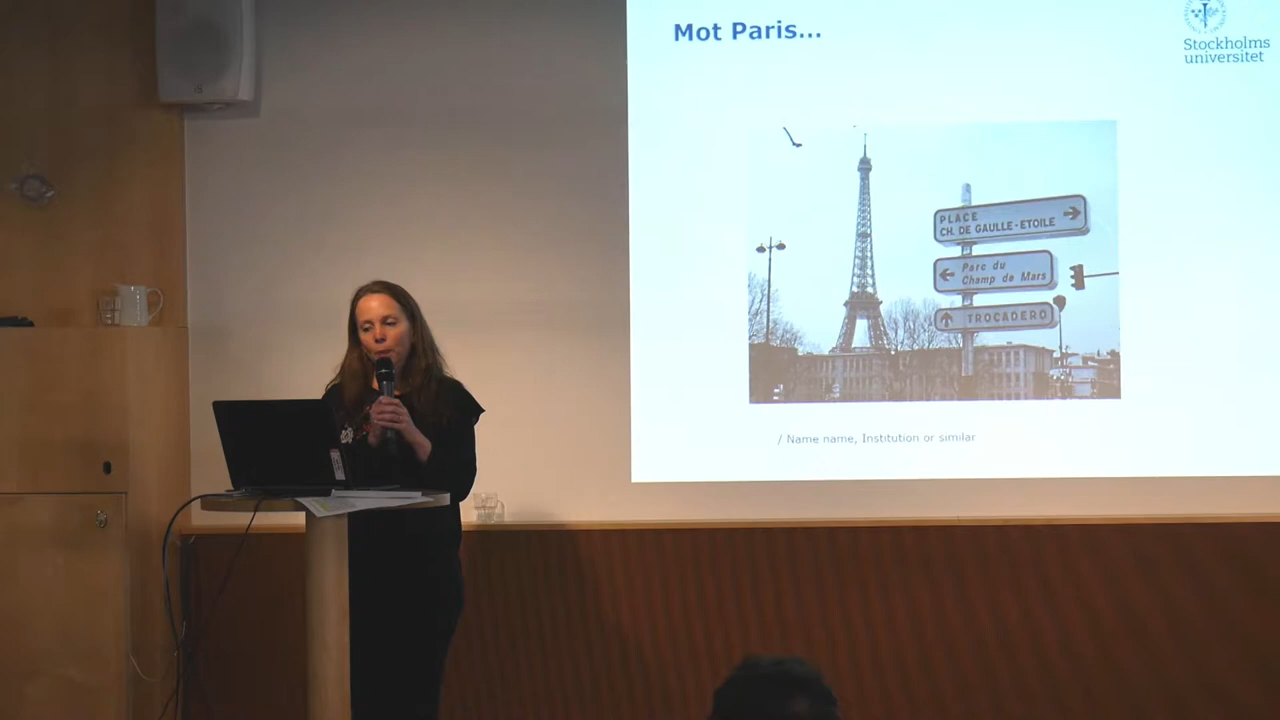 Mot Paris...
Stockholms
universitet
PLACE
CH. DE GAULLE-ETOILE
Parc du
Champ de Mars
TROCADERO
/ Name name, Institution or similar